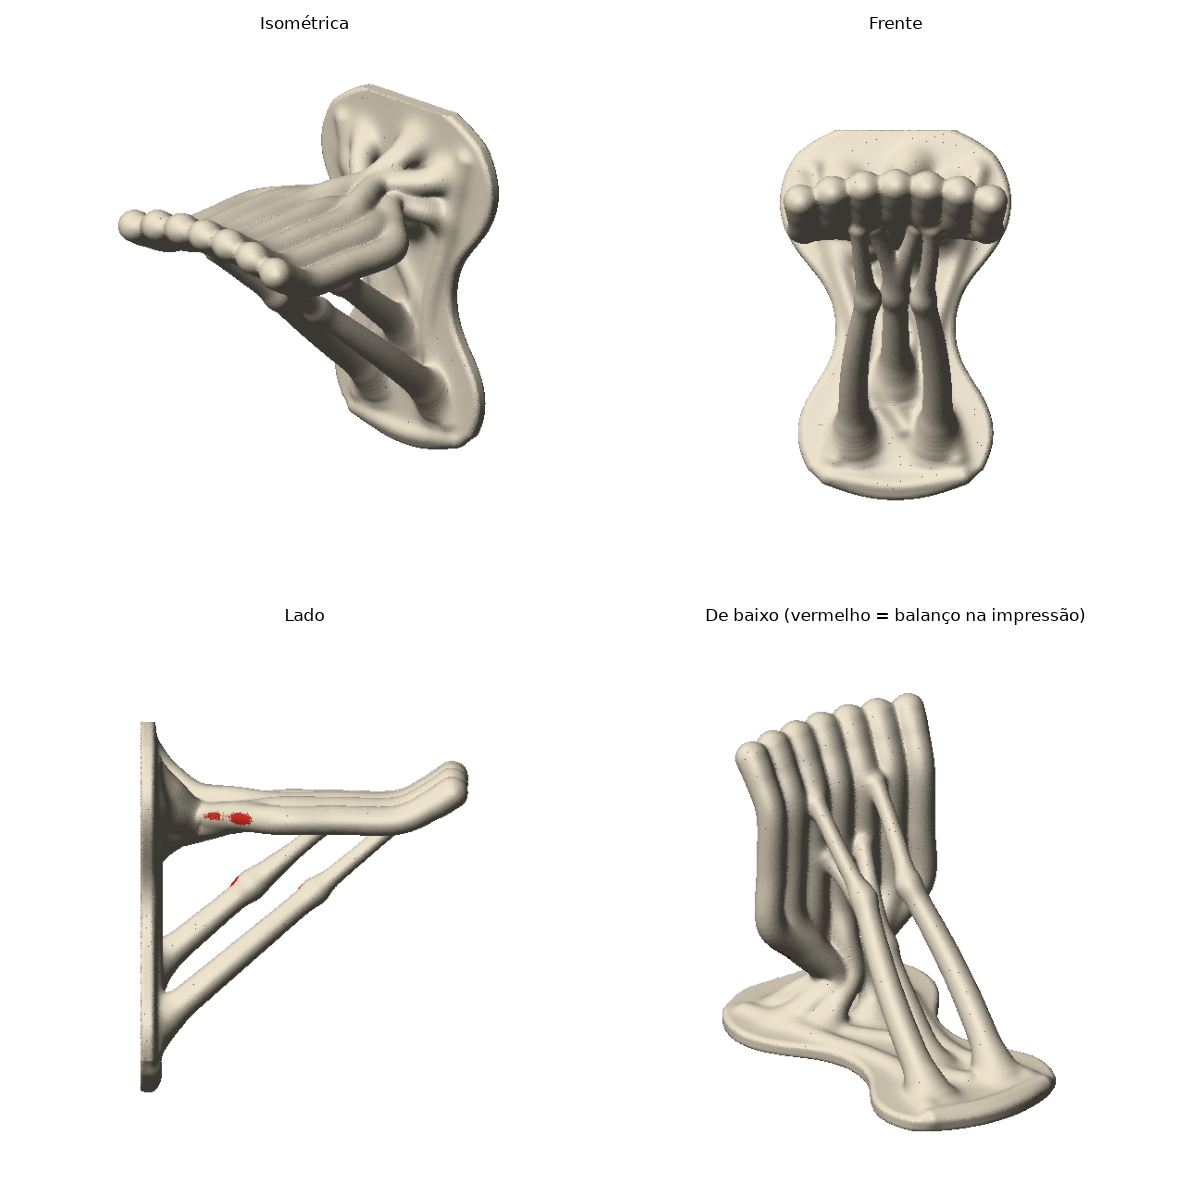 Isométrica
Frente
Lado
De baixo (vermelho = balanço na impressão)